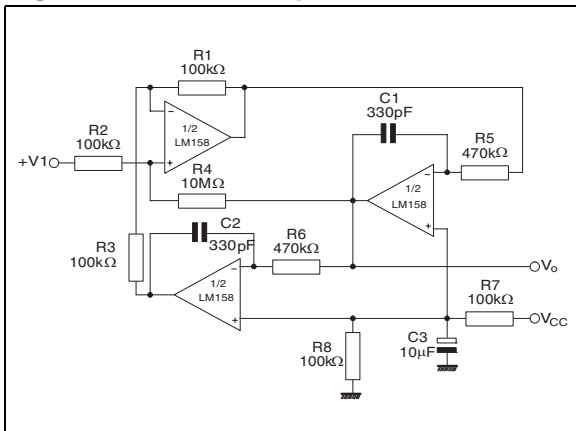 R1
100kΩ
C1
330pF
R5
470kΩ
R2
100kΩ
+V1
-
1/2
LM158
+
R4
10MΩ
-
1/2
LM158
+
C2
330pF
R6
470kΩ
R3
100kΩ
-
1/2
LM158
+
Vo
R7
100kΩ
VCC
R8
100kΩ
C3
10µF